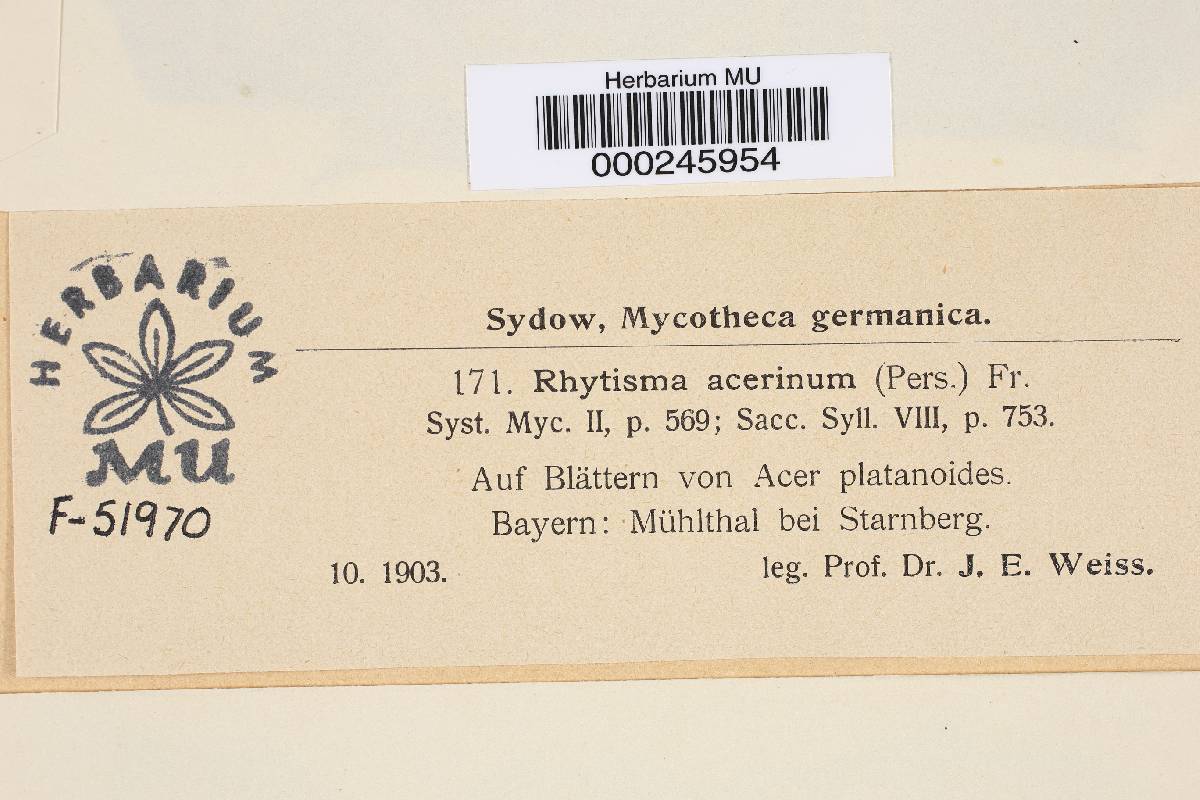 Herbarium MU
000245954
HERBARIUM
MU
F-51970
Sydow, Mycotheca germanica.
171. Rhytisma acerinum (Pers.) Fr.
Syst. Myc. II, p. 569; Sacc. Syll. VIII, p. 753.
Auf Blättern von Acer platanoides.
Bayern: Mühlthal bei Starnberg.
10. 1903. leg. Prof. Dr. J. E. Weiss.